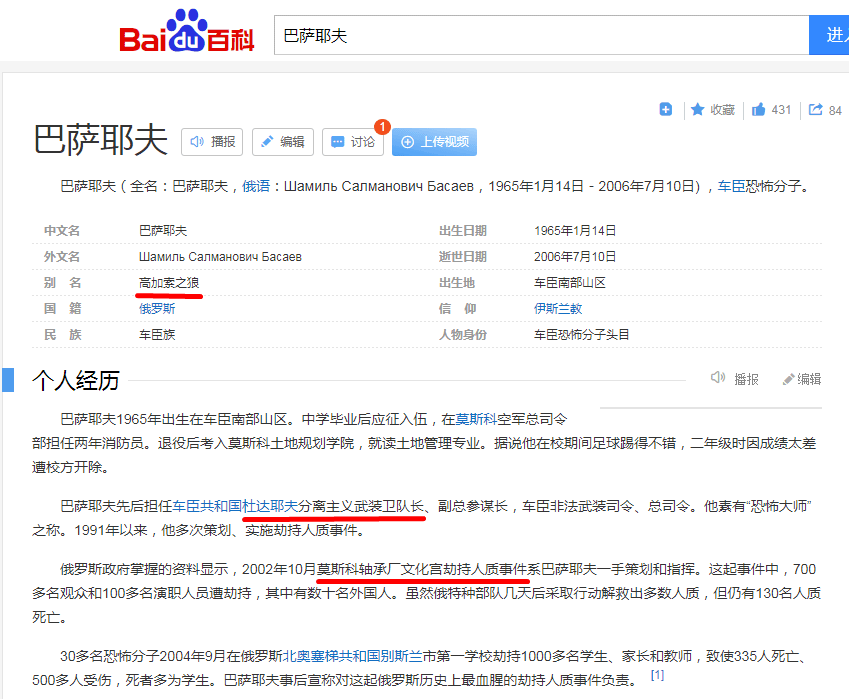 Bai du 百科
巴萨耶夫
进入
收藏 431 84
巴萨耶夫 播报 编辑 讨论 1 上传视频
巴萨耶夫（全名：巴萨耶夫，俄语：Шамиль Салманович Басаев，1965年1月14日－2006年7月10日），车臣恐怖分子。
中文名 巴萨耶夫 出生日期 1965年1月14日
外文名 Шамиль Салманович Басаев 逝世日期 2006年7月10日
别 名 高加索之狼 出生地 车臣南部山区
国 籍 俄罗斯 信 仰 伊斯兰教
民 族 车臣族 人物身份 车臣恐怖分子头目
个人经历 播报 编辑
巴萨耶夫1965年出生在车臣南部山区。中学毕业后应征入伍，在莫斯科空军总司令
部担任两年消防员。退役后考入莫斯科土地规划学院，就读土地管理专业。据说他在校期间足球踢得不错，二年级时因成绩太差
遭校方开除。
巴萨耶夫先后担任车臣共和国杜达耶夫分离主义武装卫队长、副总参谋长，车臣非法武装司令、总司令。他素有“恐怖大师”
之称。1991年以来，他多次策划、实施劫持人质事件。
俄罗斯政府掌握的资料显示，2002年10月莫斯科轴承厂文化宫劫持人质事件系巴萨耶夫一手策划和指挥。这起事件中，700
多名观众和100多名演职人员遭劫持，其中有数十名外国人。虽然俄特种部队几天后采取行动解救出多数人质，但仍有130名人质
死亡。
30多名恐怖分子2004年9月在俄罗斯北奥塞梯共和国别斯兰市第一学校劫持1000多名学生、家长和教师，致使335人死亡、
500多人受伤，死者多为学生。巴萨耶夫事后宣称对这起俄罗斯历史上最血腥的劫持人质事件负责。 [1]